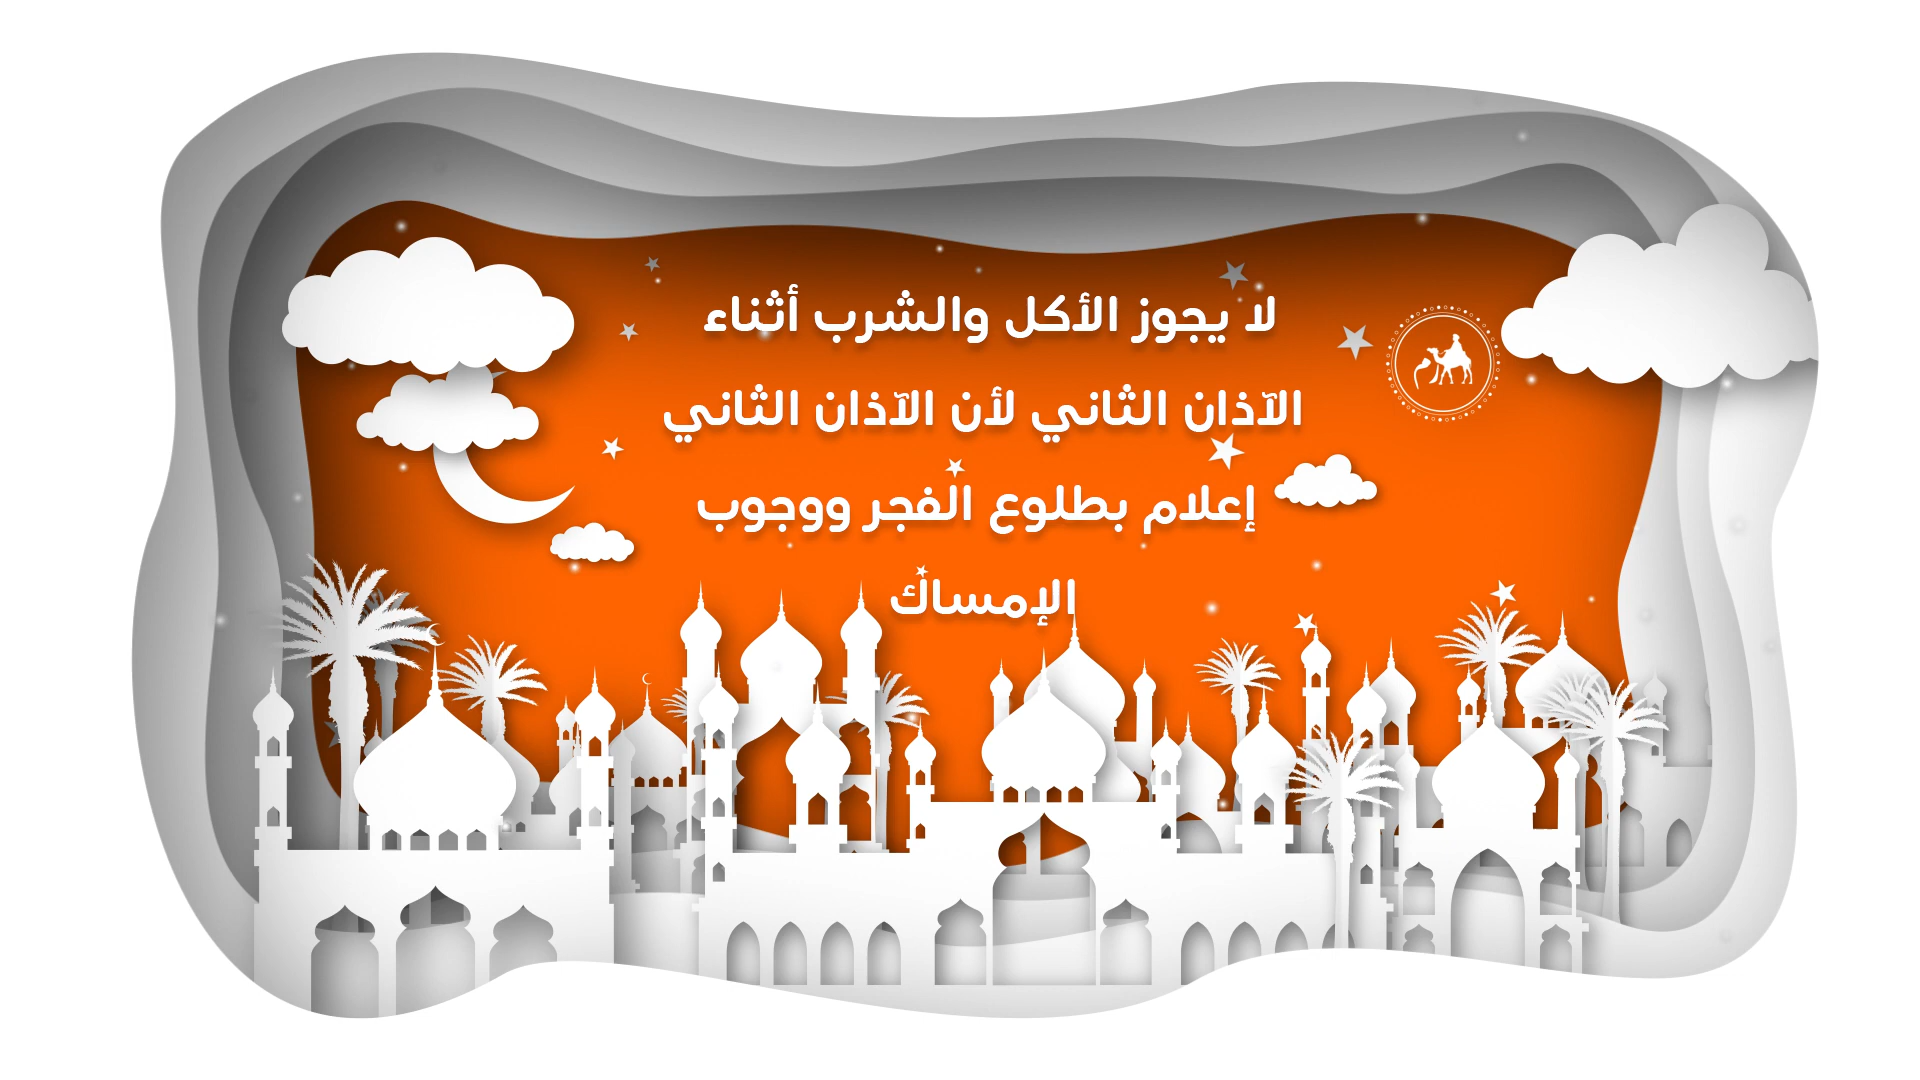 لا يجوز الأكل والشرب أثناء
الآذان الثاني لأن الآذان الثاني
إعلام بطلوع الفجر ووجوب
الإمساك